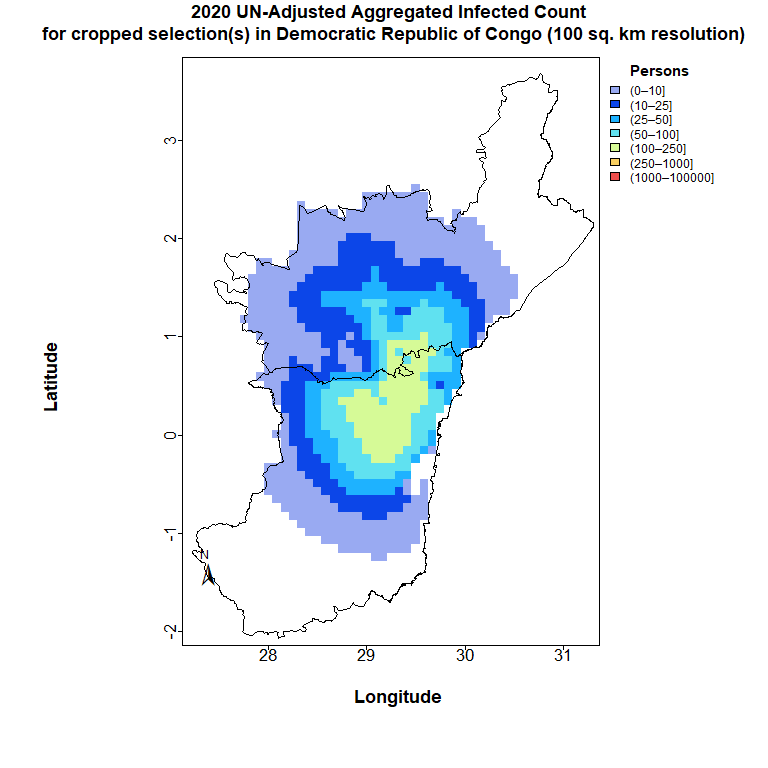 2020 UN-Adjusted Aggregated Infected Count
for cropped selection(s) in Democratic Republic of Congo (100 sq. km resolution)
Persons
(0–10]
(10–25]
(25–50]
(50–100]
(100–250]
(250–1000]
(1000–100000]
3
2
1
0
-1
-2
Latitude
N
28 29 30 31
Longitude